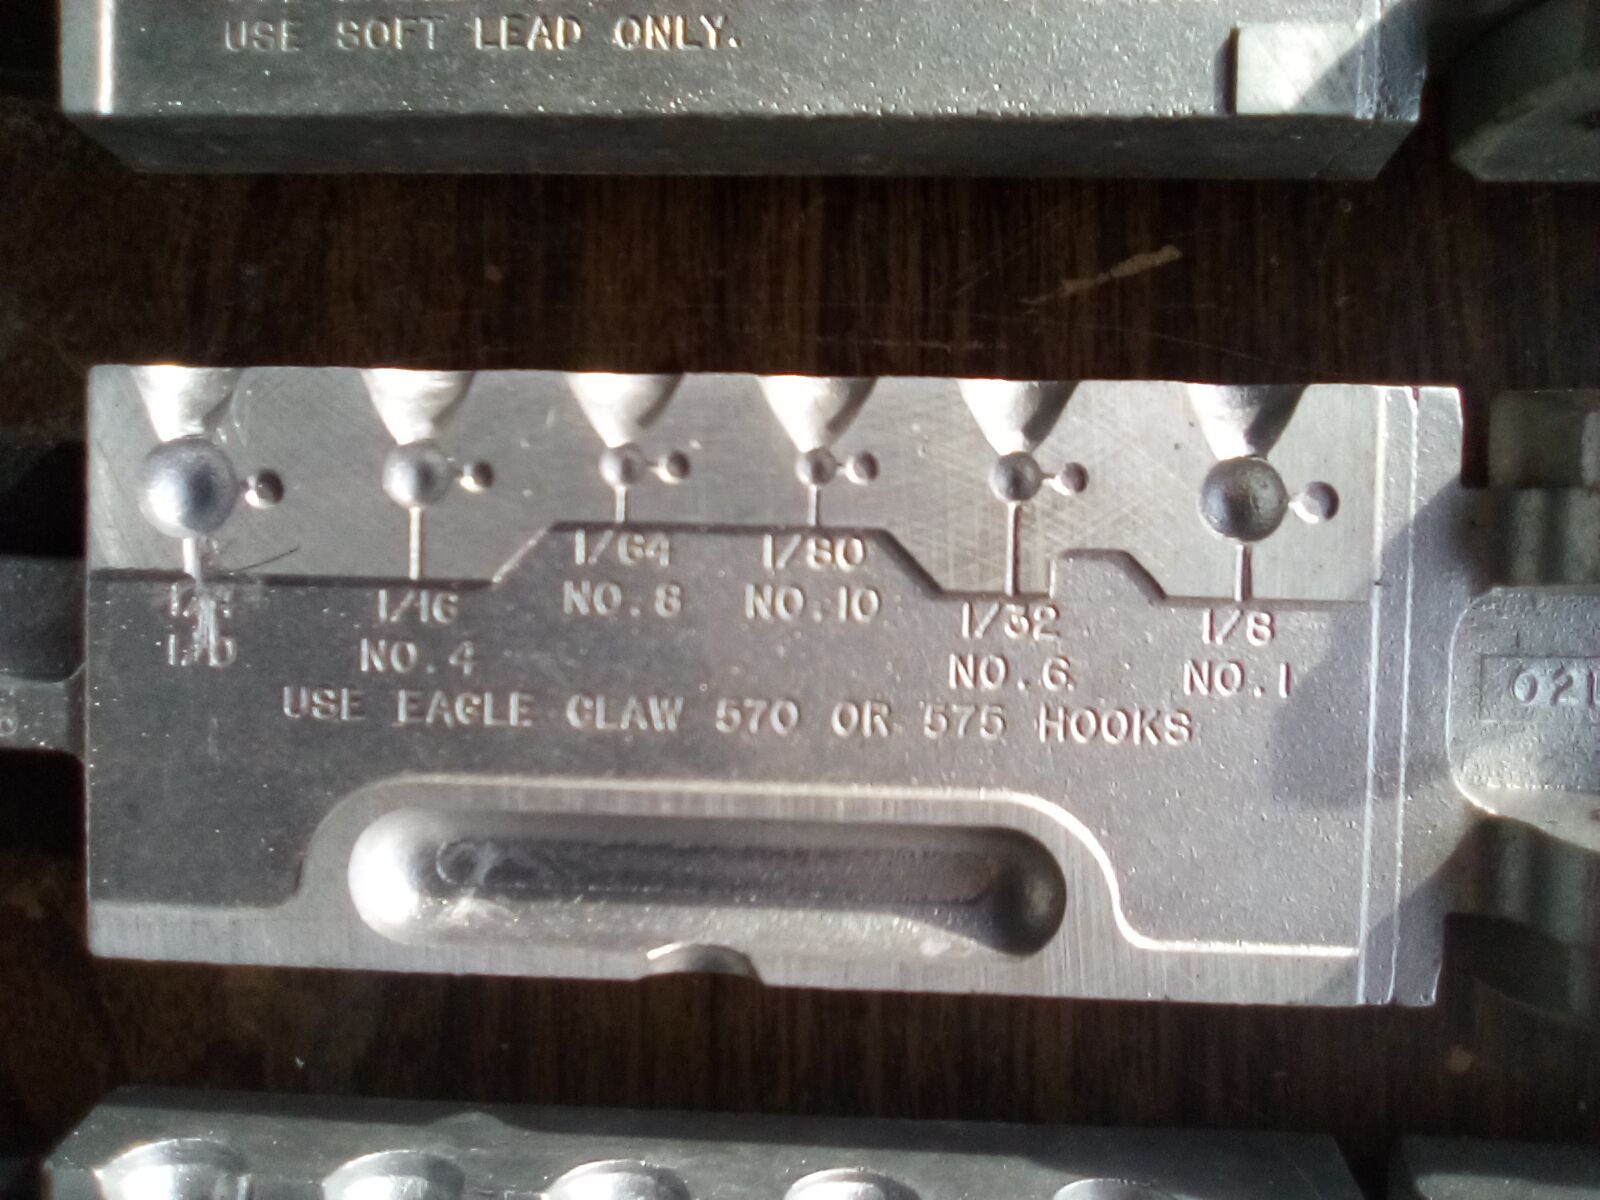 USE SOFT LEAD ONLY.
1/16
NO. 4
1/64
NO. 8
1/80
NO. 10
1/32
NO. 6
1/8
NO. 1
USE EAGLE CLAW 570 OR 575 HOOKS